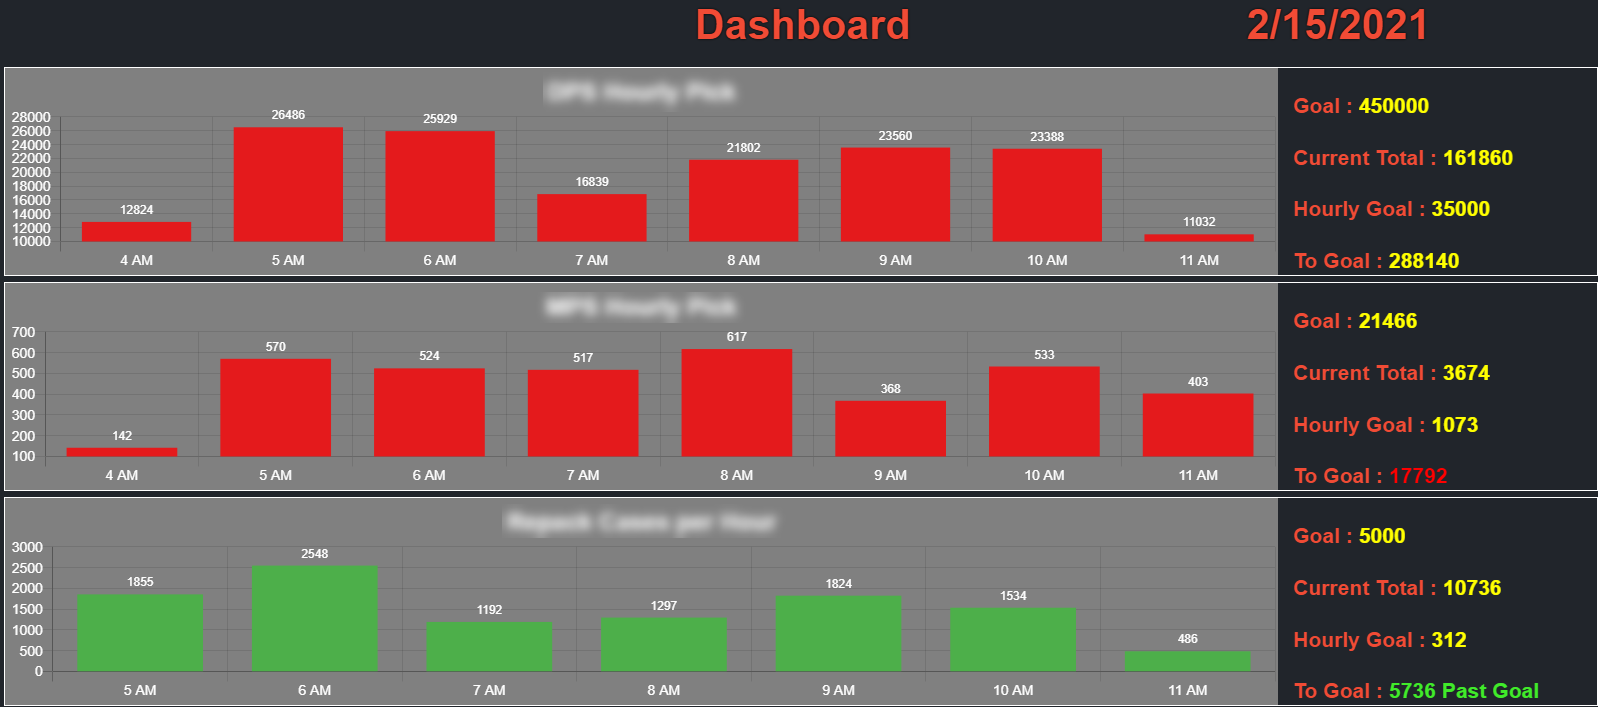 Dashboard 2/15/2021
28000
26000
24000
22000
20000
18000
16000
14000
12000
10000
12824 26486 25929 16839 21802 23560 23388 11032
4 AM 5 AM 6 AM 7 AM 8 AM 9 AM 10 AM 11 AM
Goal : 450000
Current Total : 161860
Hourly Goal : 35000
To Goal : 288140
700
600
500
400
300
200
100
142 570 524 517 617 368 533 403
4 AM 5 AM 6 AM 7 AM 8 AM 9 AM 10 AM 11 AM
Goal : 21466
Current Total : 3674
Hourly Goal : 1073
To Goal : 17792
Repack Cases per Hour
3000
2500
2000
1500
1000
500
0
1855 2548 1192 1297 1824 1534 486
5 AM 6 AM 7 AM 8 AM 9 AM 10 AM 11 AM
Goal : 5000
Current Total : 10736
Hourly Goal : 312
To Goal : 5736 Past Goal